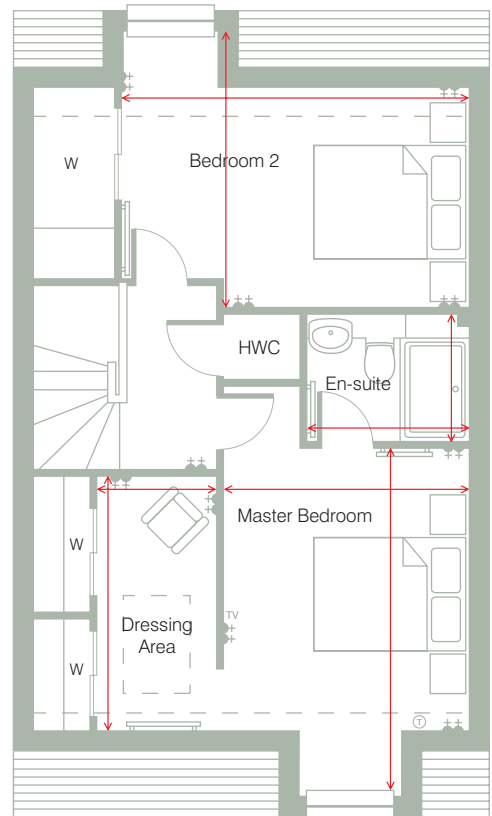 W
Bedroom 2
HWC
En-suite
Master Bedroom
W
TV
Dressing
Area
W
T